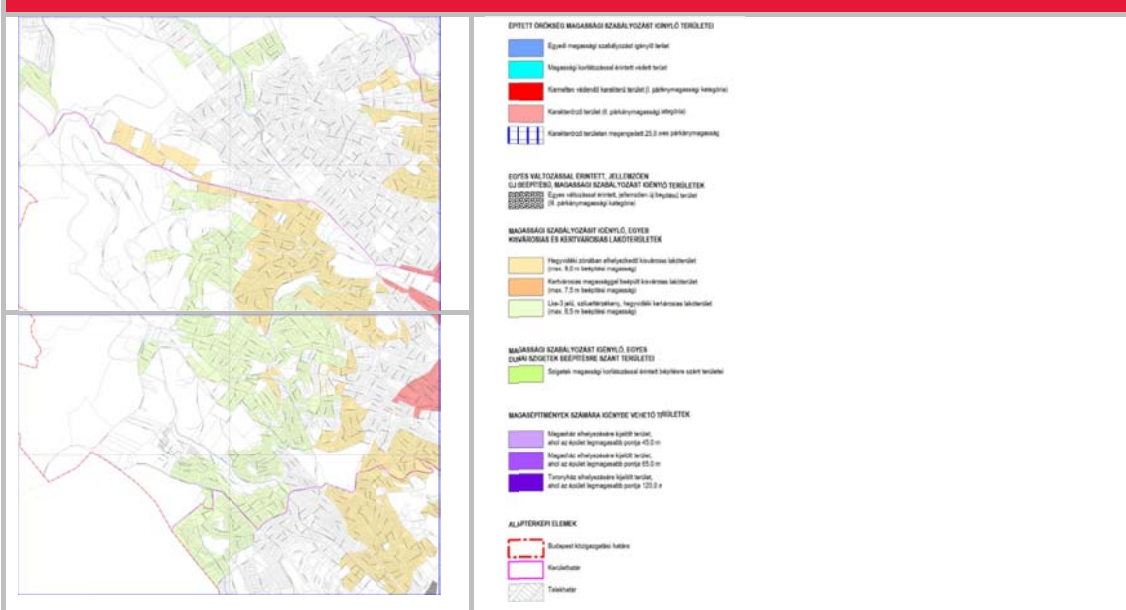 ÉPÍTETT ÖRÖKSÉG MAGASSÁGI SZABÁLYOZÁST IGÉNYLŐ TERÜLETEI
Egyedi magassági szabályozást igénylő terület
Magassági korlátozással érintett védett terület
Kiemelten védendő karakterű terület (I. párkánymagassági kategória)
Karakterőrző terület (II. párkánymagassági kategória)
Karakterőrző területen megengedett 25,0 párkánymagasság
EGYES VÁLTOZÁSSAL ÉRINTETT, JELLEMZŐEN
ÚJ BEÉPÍTÉSŰ, MAGASSÁGI SZABÁLYOZÁST IGÉNYLŐ TERÜLETEK
Egyes változással érintett, jellemzően új beépítésű terület
(III. párkánymagassági kategória)
MAGASSÁGI SZABÁLYOZÁST IGÉNYLŐ, EGYES
KISVÁROSIAS ÉS KERTVÁROSIAS LAKÓTERÜLETEK
Hegyvidéki zónában elhelyezkedő kisvárosias lakóterület
(max. 9,0 m beépítési magasság)
Kertvárosias magassággal beépült kisvárosias lakóterület
(max. 7,5 m beépítési magasság)
Lke-3 jelű, sziluettérzékeny, hegyvidéki kertvárosias lakóterület
(max. 5,5 m beépítési magasság)
MAGASSÁGI SZABÁLYOZÁST IGÉNYLŐ, EGYES
DUNAI SZIGETEK BEÉPÍTÉSRE SZÁNT TERÜLETEI
Szigetek magassági korlátozással érintett beépítésre szánt területei
MAGASÉPÍTMÉNYEK SZÁMÁRA IGÉNYBE VEHETŐ TERÜLETEK
Magasház elhelyezésére kijelölt terület,
ahol az épület legmagasabb pontja 45,0 m
Magasház elhelyezésére kijelölt terület,
ahol az épület legmagasabb pontja 65,0 m
Toronyház elhelyezésére kijelölt terület,
ahol az épület legmagasabb pontja 120,0 m
ALAPTÉRKÉPI ELEMEK
Budapest közigazgatási határa
Kerülethatár
Telekhatár